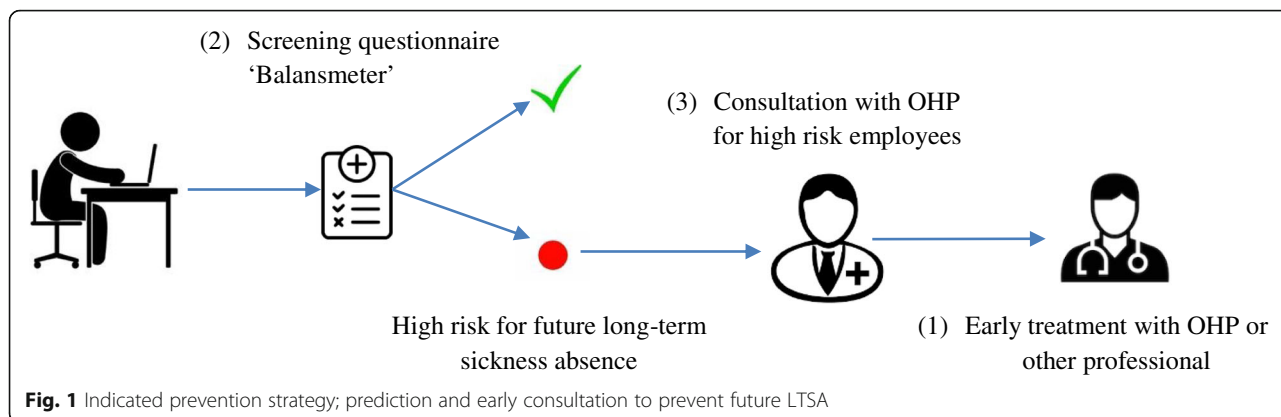 (2) Screening questionnaire
‘Balansmeter’
(3) Consultation with OHP
for high risk employees
High risk for future long-term
sickness absence
(1) Early treatment with OHP or
other professional
Fig. 1 Indicated prevention strategy; prediction and early consultation to prevent future LTSA